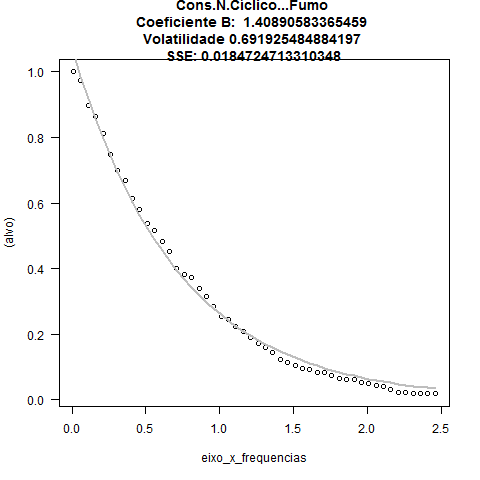 Cons.N.Ciclico...Fumo
Coeficiente B:  1.40890583365459
Volatilidade 0.691925484884197
SSE: 0.0184724713310348
1.0
0.8
0.6
0.4
0.2
0.0
(alvo)
0.0 0.5 1.0 1.5 2.0 2.5
eixo_x_frequencias